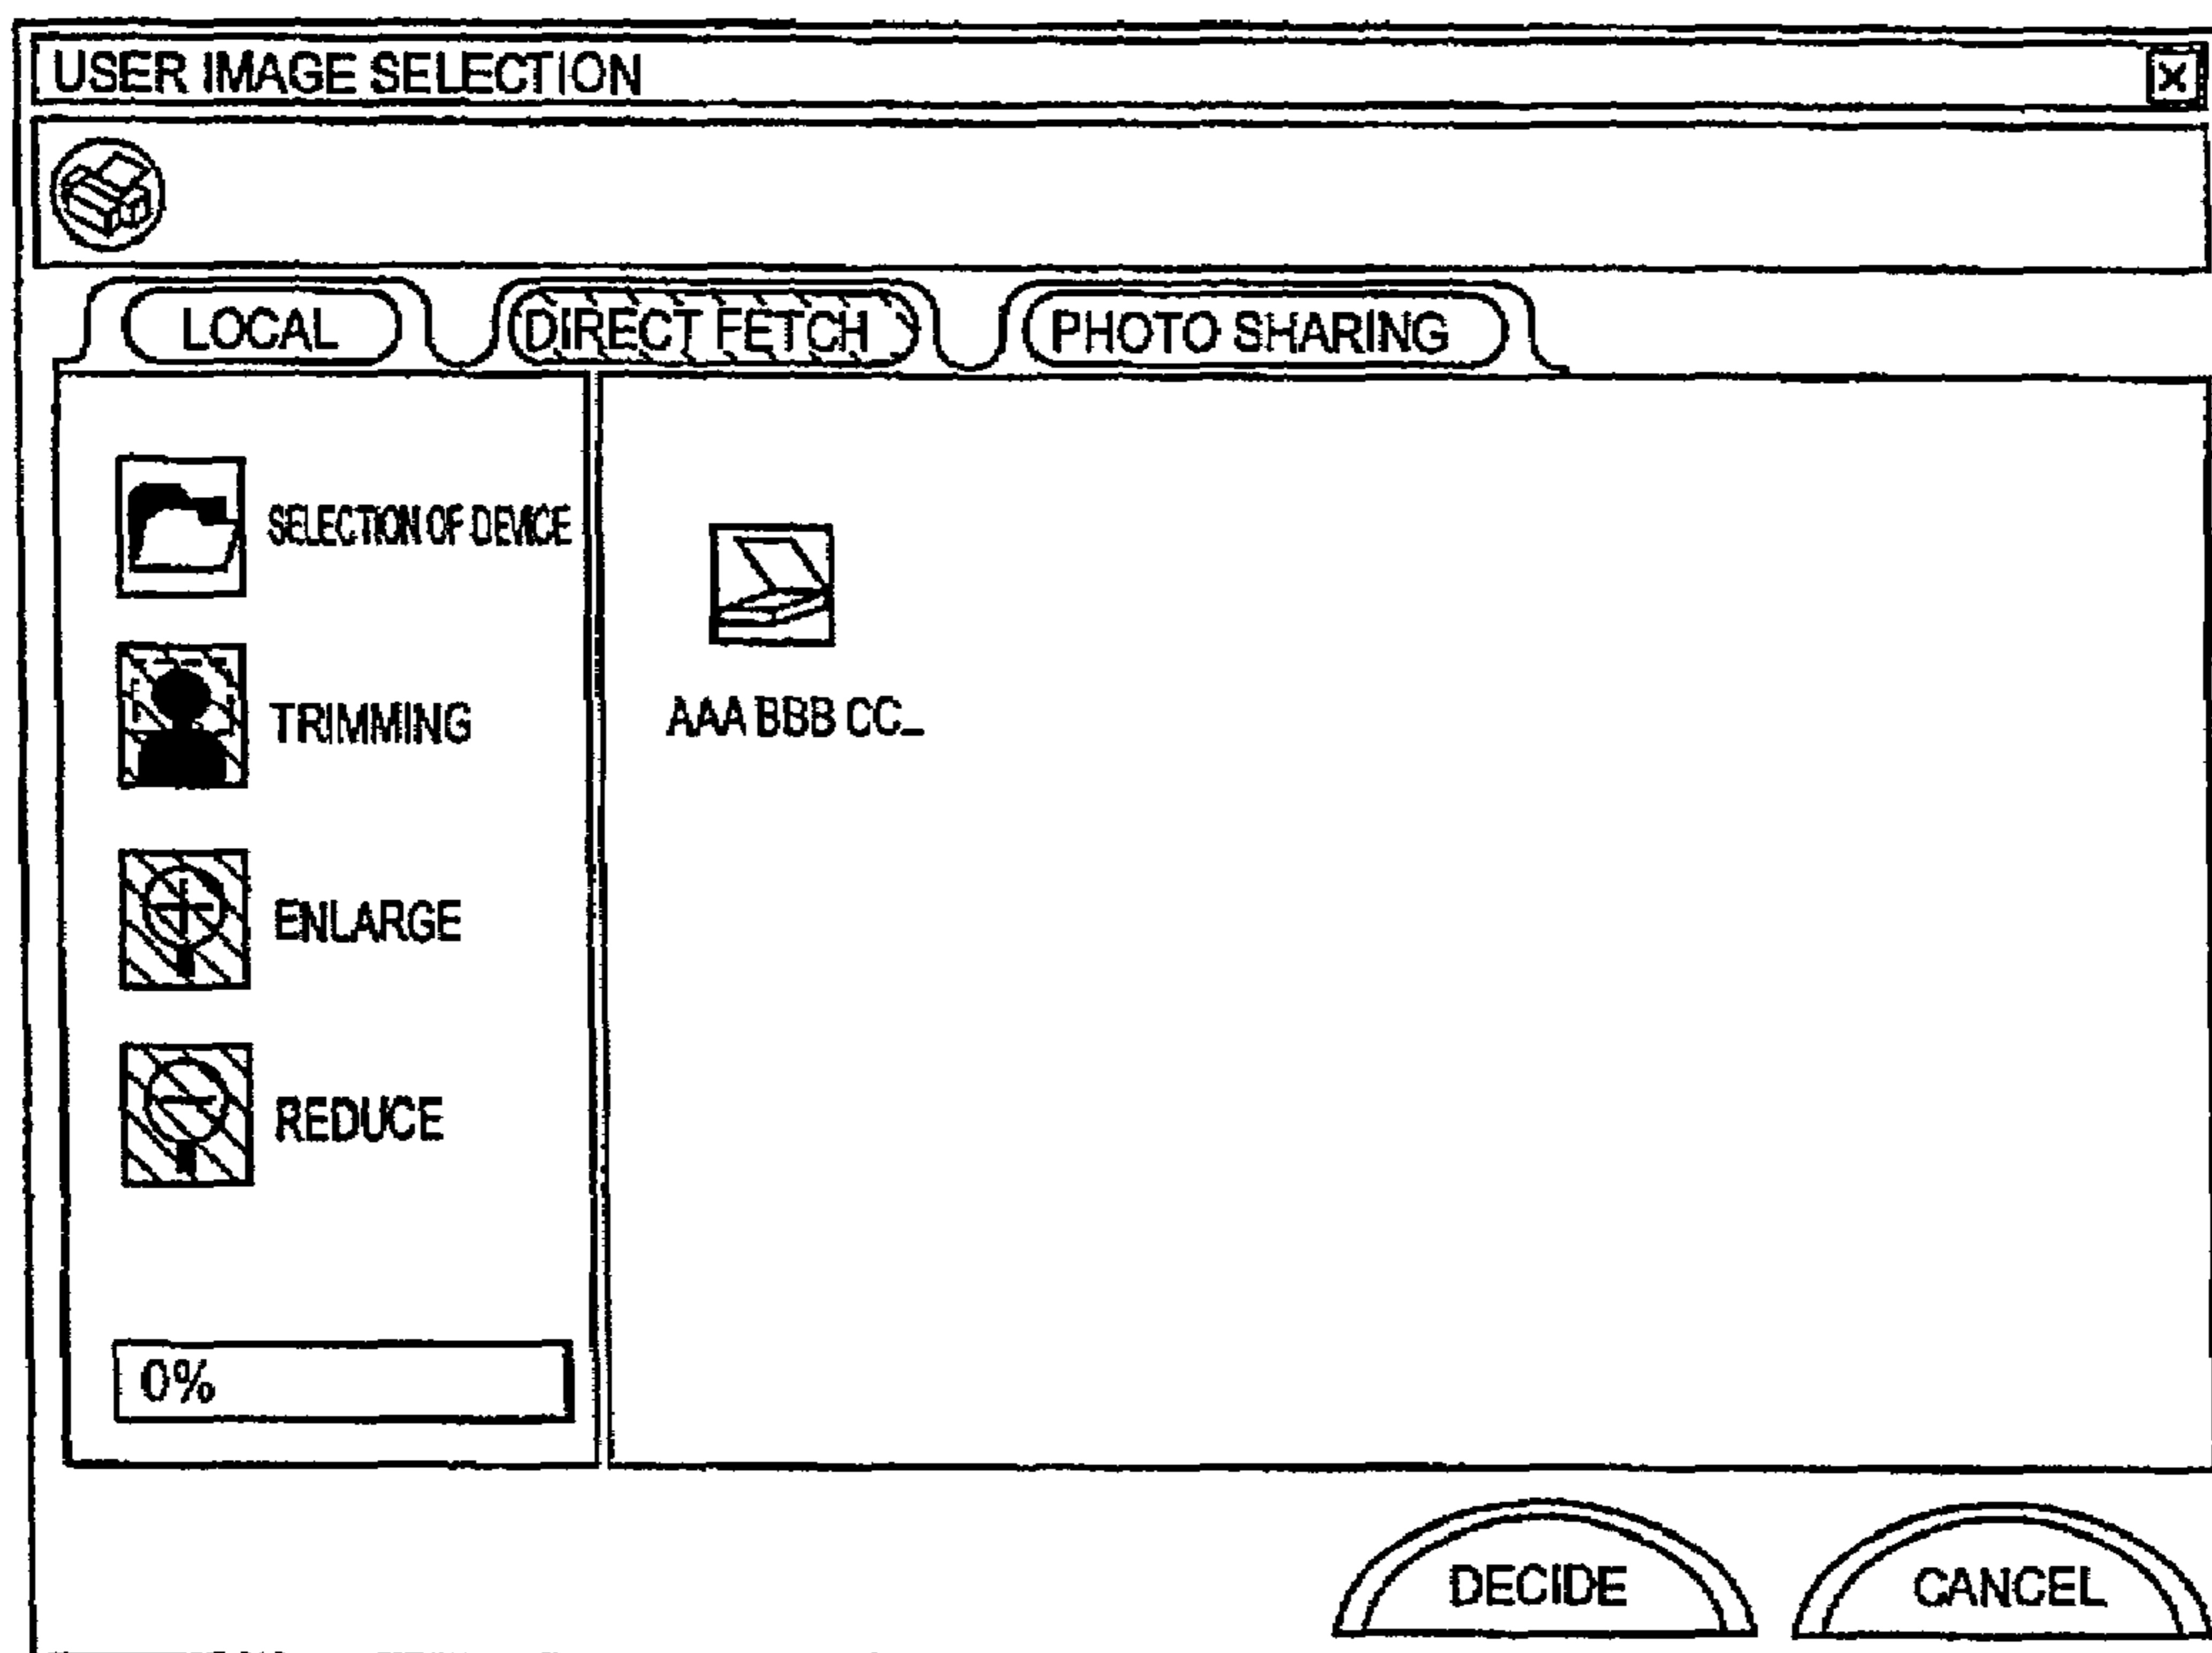 USER IMAGE SELECTION
LOCAL
DIRECT FETCH
PHOTO SHARING
SELECTION OF DEVICE
TRIMMING
AAA BBB CC_
ENLARGE
REDUCE
0%
DECIDE
CANCEL